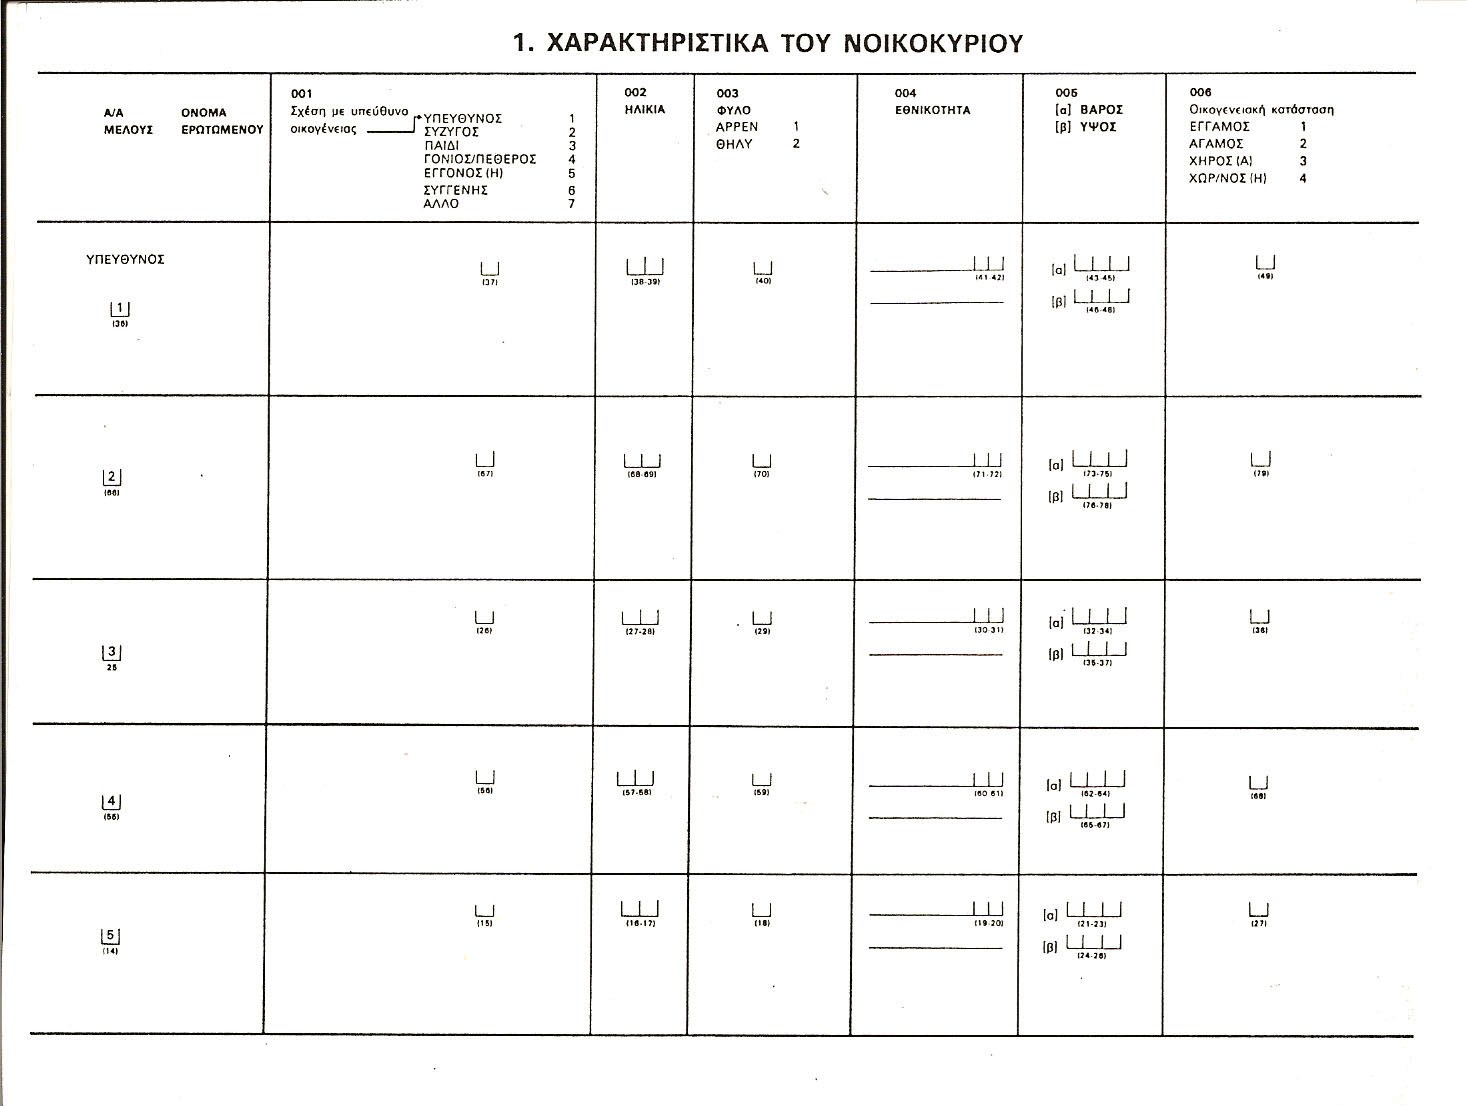 1. ΧΑΡΑΚΤΗΡΙΣΤΙΚΑ ΤΟΥ ΝΟΙΚΟΚΥΡΙΟΥ
Α/Α ΜΕΛΟΥΣ
ΟΝΟΜΑ ΕΡΩΤΩΜΕΝΟΥ
001
Σχέση με υπεύθυνο
οικογένειας
ΥΠΕΥΘΥΝΟΣ 1
ΣΥΖΥΓΟΣ 2
ΠΑΙΔΙ 3
ΓΟΝΙΟΣ/ΠΕΘΕΡΟΣ 4
ΕΓΓΟΝΟΣ (Η) 5
ΣΥΓΓΕΝΗΣ 6
ΑΛΛΟ 7
002
ΗΛΙΚΙΑ
003
ΦΥΛΟ
ΑΡΡΕΝ 1
ΘΗΛΥ 2
004
ΕΘΝΙΚΟΤΗΤΑ
005
[α] ΒΑΡΟΣ
[β] ΥΨΟΣ
006
Οικογενειακή κατάσταση
ΕΓΓΑΜΟΣ 1
ΑΓΑΜΟΣ 2
ΧΗΡΟΣ (Α) 3
ΧΩΡ/ΝΟΣ (Η) 4
ΥΠΕΥΘΥΝΟΣ
1
(36)
(37)
(38-39)
(40)
(41-42)
[α]
(43-45)
[β]
(46-48)
(49)
2
(66)
(67)
(68-69)
(70)
(71-72)
[α]
(73-75)
[β]
(76-78)
(79)
3
25
(26)
(27-28)
(29)
(30-31)
[α]
(32-34)
[β]
(35-37)
(38)
4
(55)
(56)
(57-58)
(59)
(60-61)
[α]
(62-64)
[β]
(65-67)
(68)
5
(14)
(15)
(16-17)
(18)
(19-20)
[α]
(21-23)
[β]
(24-26)
(27)